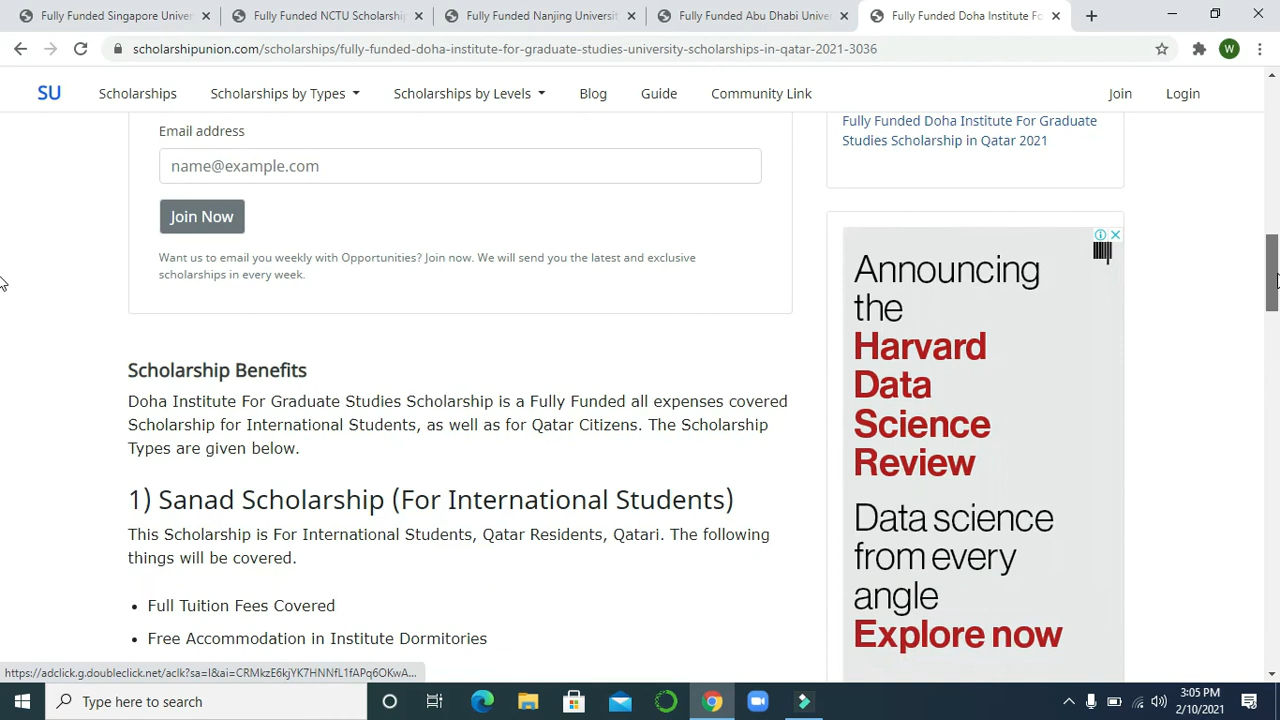 Fully Funded Singapore Univer
Fully Funded NCTU Scholarship
Fully Funded Nanjing Universit
Fully Funded Abu Dhabi Unive
Fully Funded Doha Institute Fo
scholarshipunion.com/scholarships/fully-funded-doha-institute-for-graduate-studies-university-scholarships-in-qatar-2021-3036
W
SU
Scholarships
Scholarships by Types
Scholarships by Levels
Blog
Guide
Community Link
Join
Login
Email address
name@example.com
Join Now
Want us to email you weekly with Opportunities? Join now. We will send you the latest and exclusive
scholarships in every week.
Fully Funded Doha Institute For Graduate
Studies Scholarship in Qatar 2021
Scholarship Benefits
Doha Institute For Graduate Studies Scholarship is a Fully Funded all expenses covered
Scholarship for International Students, as well as for Qatar Citizens. The Scholarship
Types are given below.
1) Sanad Scholarship (For International Students)
This Scholarship is For International Students, Qatar Residents, Qatari. The following
things will be covered.
• Full Tuition Fees Covered
• Free Accommodation in Institute Dormitories
Announcing
the
Harvard
Data
Science
Review
Data science
from every
angle
Explore now
https://adclick.g.doubleclick.net/aclk?sa=l&ai=CRMkzE6kjYK7HNNfL1fAPq6OKwA...
Type here to search
3:05 PM
2/10/2021